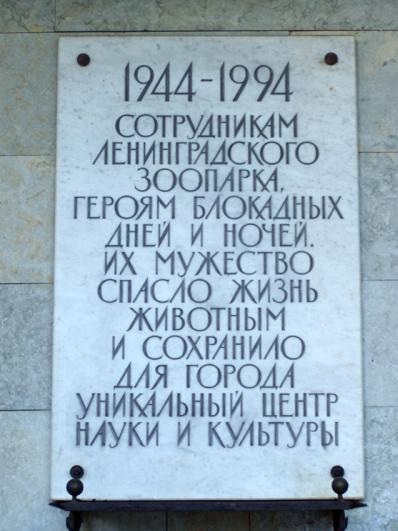 1944–1994
СОТРУДНИКАМ
ЛЕНИНГРАДСКОГО
ЗООПАРКА,
ГЕРОЯМ БЛОКАДНЫХ
ДНЕЙ И НОЧЕЙ.
ИХ МУЖЕСТВО
СПАСЛО ЖИЗНЬ
ЖИВОТНЫМ
И СОХРАНИЛО
ДЛЯ ГОРОДА
УНИКАЛЬНЫЙ ЦЕНТР
НАУКИ И КУЛЬТУРЫ